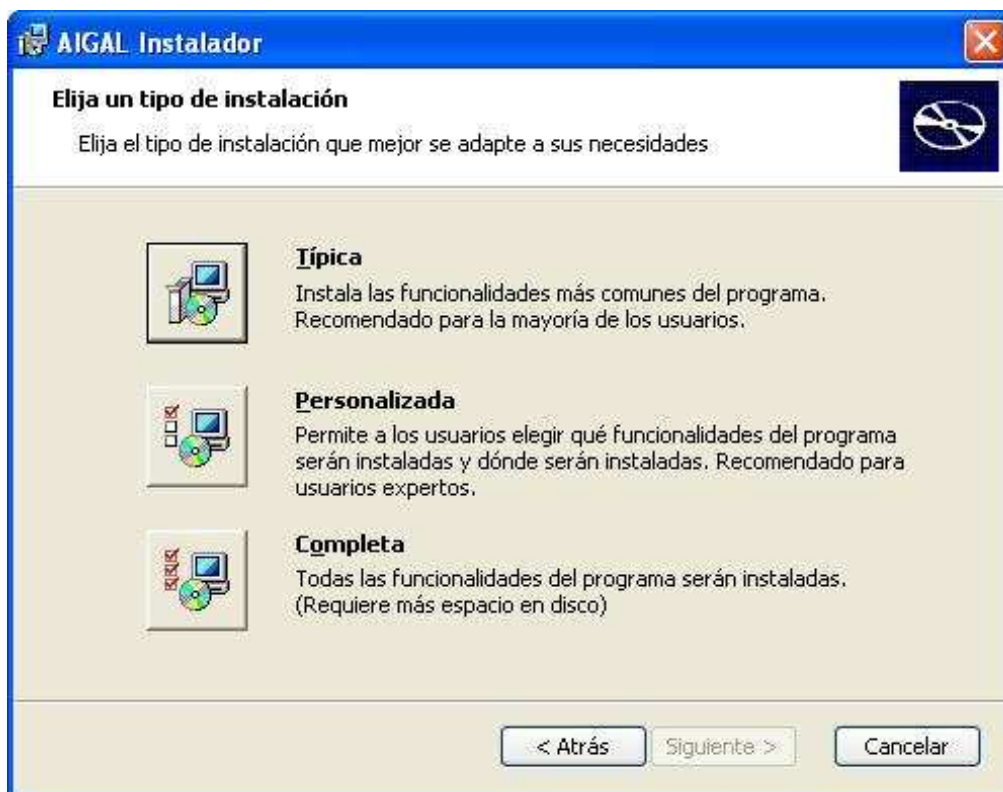 AIGAL Instalador
Elija un tipo de instalación
Elija el tipo de instalación que mejor se adapte a sus necesidades
Típica
Instala las funcionalidades más comunes del programa.
Recomendado para la mayoría de los usuarios.
Personalizada
Permite a los usuarios elegir qué funcionalidades del programa
serán instaladas y dónde serán instaladas. Recomendado para
usuarios expertos.
Completa
Todas las funcionalidades del programa serán instaladas.
(Requiere más espacio en disco)
< Atrás Siguiente > Cancelar